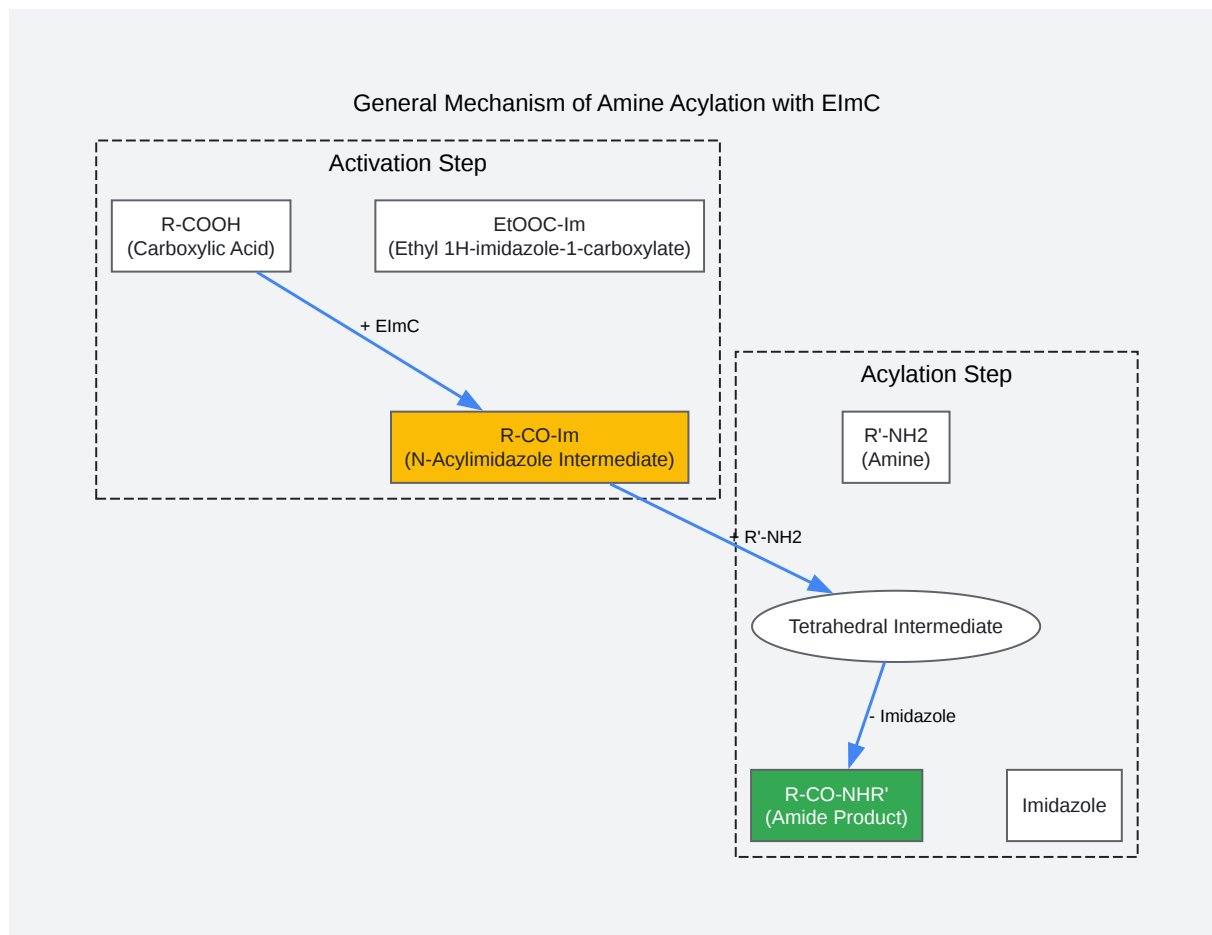 General Mechanism of Amine Acylation with EImC
Activation Step
R-COOH
(Carboxylic Acid)
EtOOC-Im
(Ethyl 1H-imidazole-1-carboxylate)
+ EImC
R-CO-Im
(N-Acylimidazole Intermediate)
Acylation Step
R'-NH2
(Amine)
+ R'-NH2
Tetrahedral Intermediate
- Imidazole
R-CO-NHR'
(Amide Product)
Imidazole